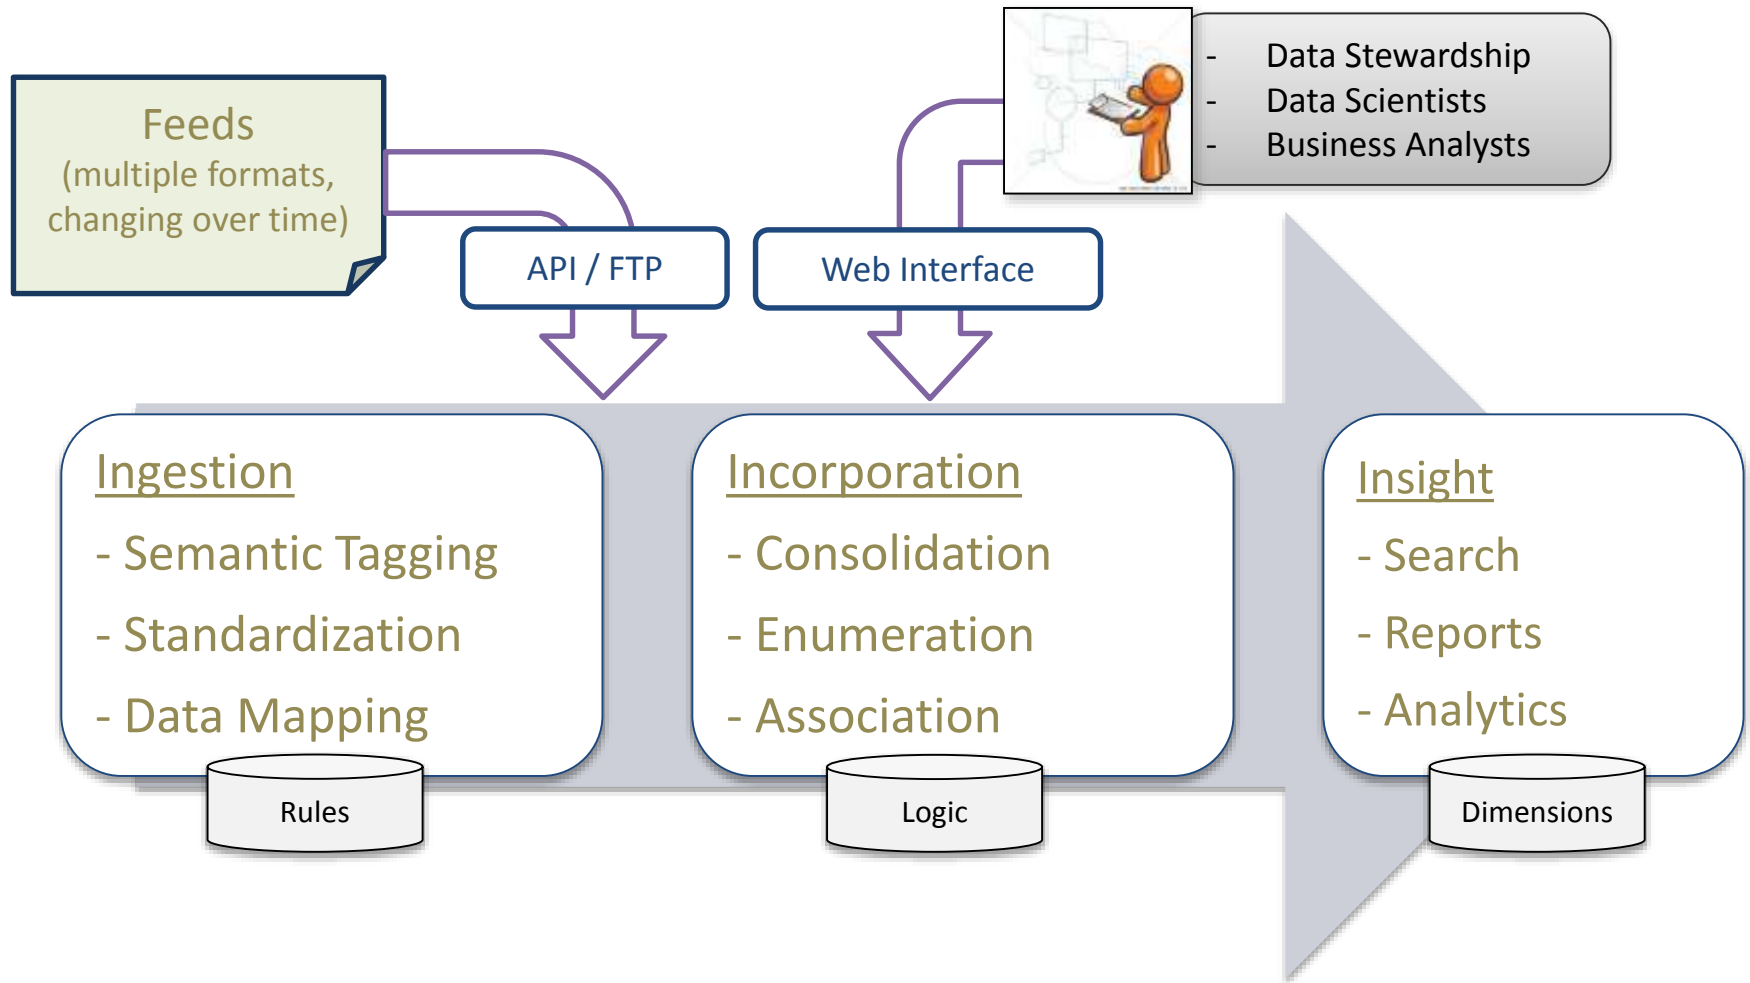 Feeds
(multiple formats,
changing over time)
- Data Stewardship
- Data Scientists
- Business Analysts
API / FTP
Web Interface
Ingestion
- Semantic Tagging
- Standardization
- Data Mapping
Rules
Incorporation
- Consolidation
- Enumeration
- Association
Logic
Insight
- Search
- Reports
- Analytics
Dimensions